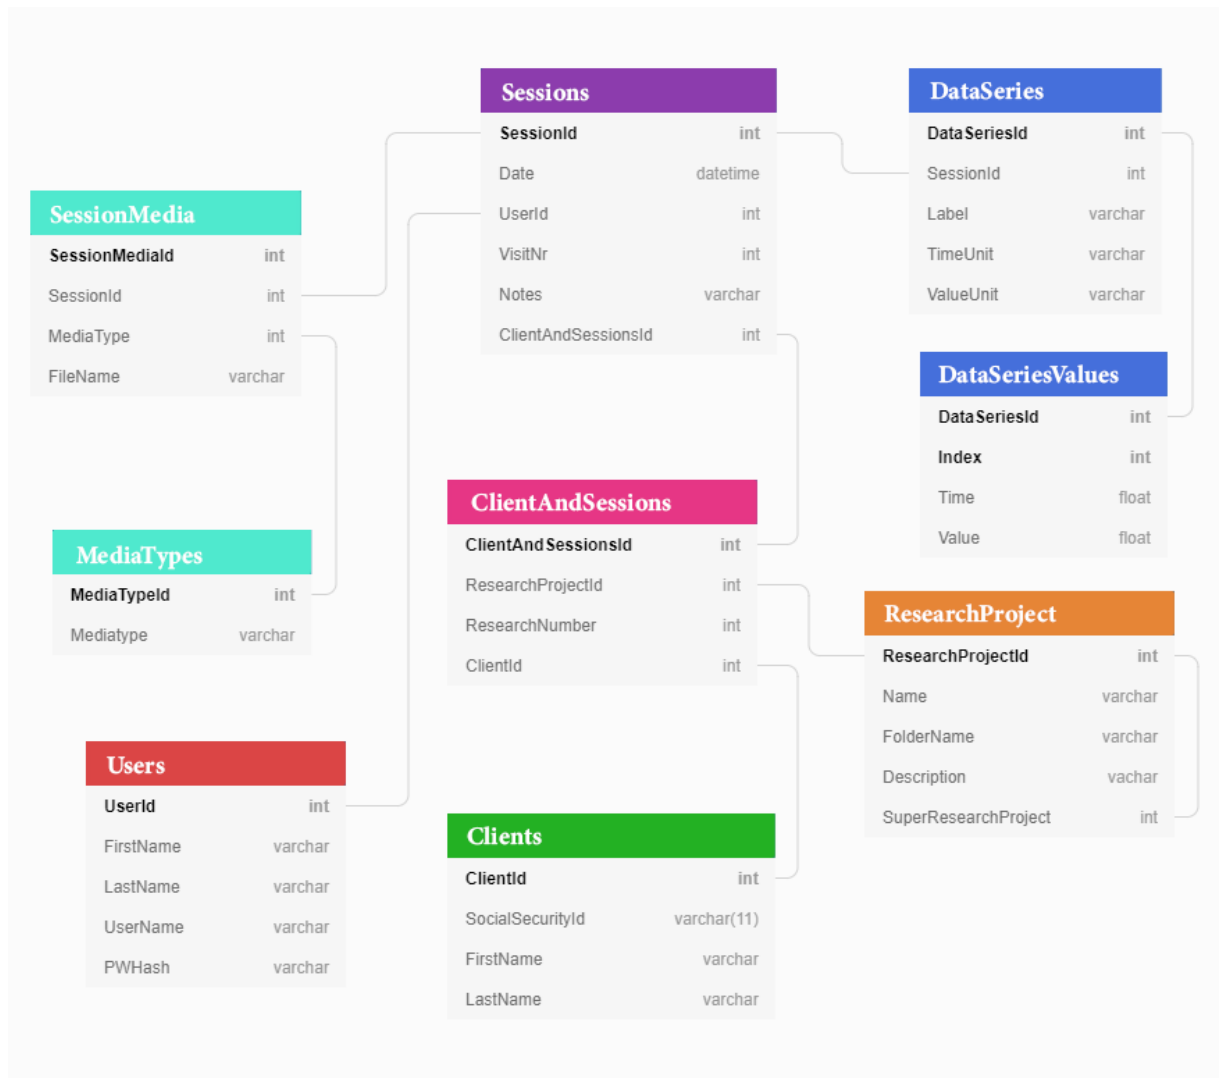 Sessions
SessionId int
Date datetime
UserId int
VisitNr int
Notes varchar
ClientAndSessionsId int
DataSeries
DataSeriesId int
SessionId int
Label varchar
TimeUnit varchar
ValueUnit varchar
SessionMedia
SessionMediaId int
SessionId int
MediaType int
FileName varchar
DataSeriesValues
DataSeriesId int
Index int
Time float
Value float
ClientAndSessions
ClientAndSessionsId int
ResearchProjectId int
ResearchNumber int
ClientId int
MediaTypes
MediaTypeId int
Mediatype varchar
ResearchProject
ResearchProjectId int
Name varchar
FolderName varchar
Description vachar
SuperResearchProject int
Users
UserId int
FirstName varchar
LastName varchar
UserName varchar
PWHash varchar
Clients
ClientId int
SocialSecurityId varchar(11)
FirstName varchar
LastName varchar